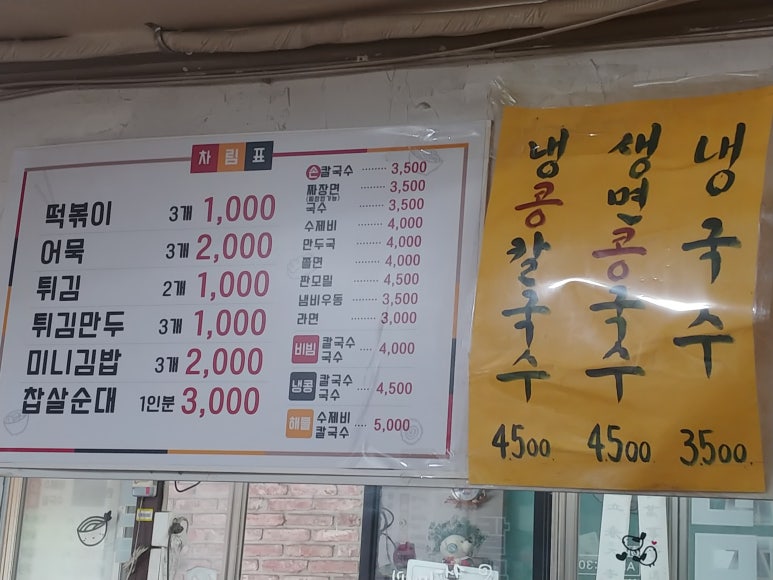 차림표
떡볶이 3개 1,000
어묵 3개 2,000
튀김 2개 1,000
튀김만두 3개 1,000
미니김밥 3개 2,000
찹쌀순대 1인분 3,000
손칼국수 ········ 3,500
짜장면 ········ 3,500
국수 ········ 3,500
수제비 ········ 4,000
만두국 ········ 4,000
쫄면 ········ 4,000
판모밀 ········ 4,500
냄비우동 ········ 3,500
라면 ········ 3,000
비빔 칼국수 국수 ···· 4,000
냉콩 칼국수 국수 ···· 4,500
해물 수제비 칼국수 ···· 5,000
냉콩칼국수 4500
생면콩국수 4500
냉국수 3500